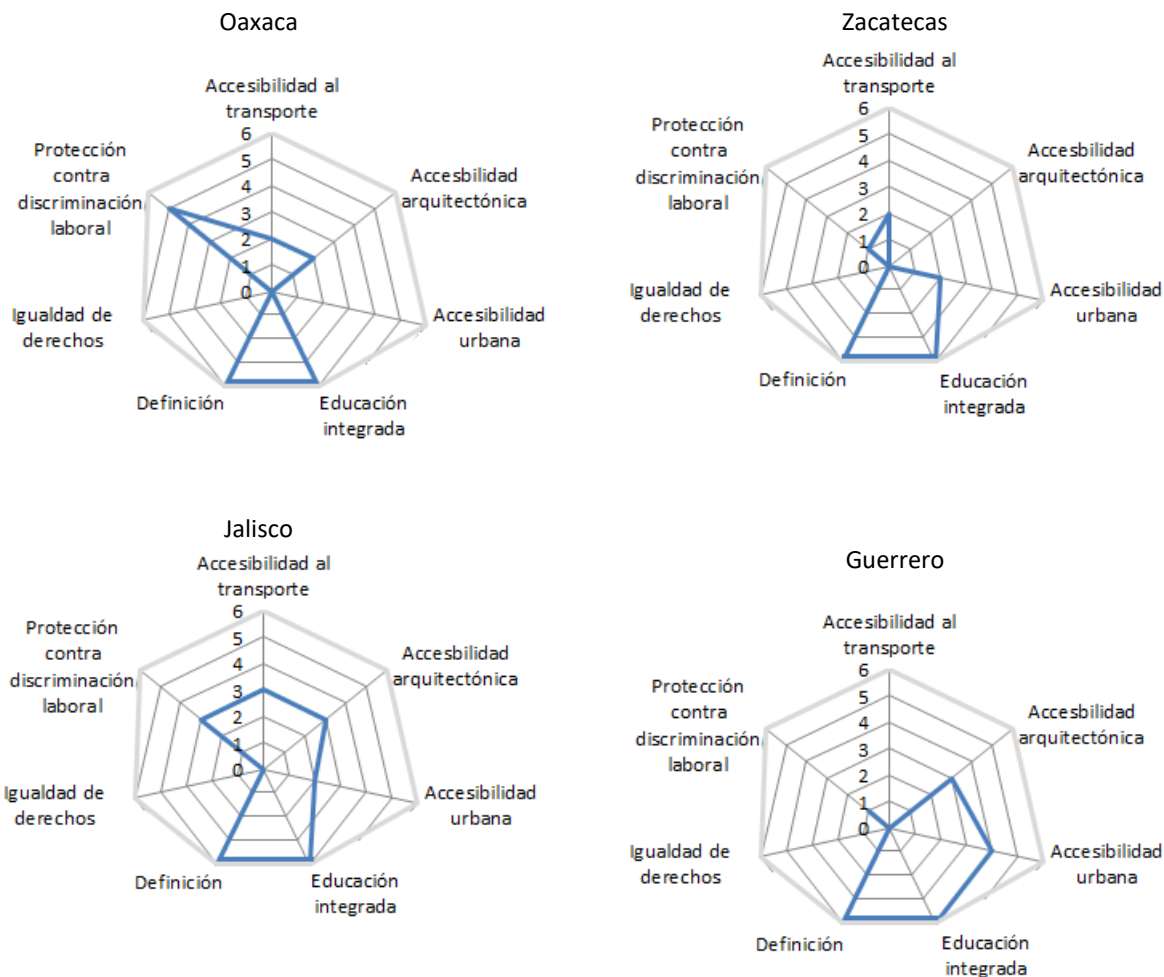 Oaxaca
Accesibilidad al
transporte
6
5
4
3
2
1
0
Protección
contra
discriminación
laboral
Accesbilidad
arquitectónica
Igualdad de
derechos
Accesibilidad
urbana
Definición
Educación
integrada
Zacatecas
Accesibilidad al
transporte
6
5
4
3
2
1
0
Protección
contra
discriminación
laboral
Accesbilidad
arquitectónica
Igualdad de
derechos
Accesibilidad
urbana
Definición
Educación
integrada
Jalisco
Accesibilidad al
transporte
6
5
4
3
2
1
0
Protección
contra
discriminación
laboral
Accesbilidad
arquitectónica
Igualdad de
derechos
Accesibilidad
urbana
Definición
Educación
integrada
Guerrero
Accesibilidad al
transporte
6
5
4
3
2
1
0
Protección
contra
discriminación
laboral
Accesbilidad
arquitectónica
Igualdad de
derechos
Accesibilidad
urbana
Definición
Educación
integrada